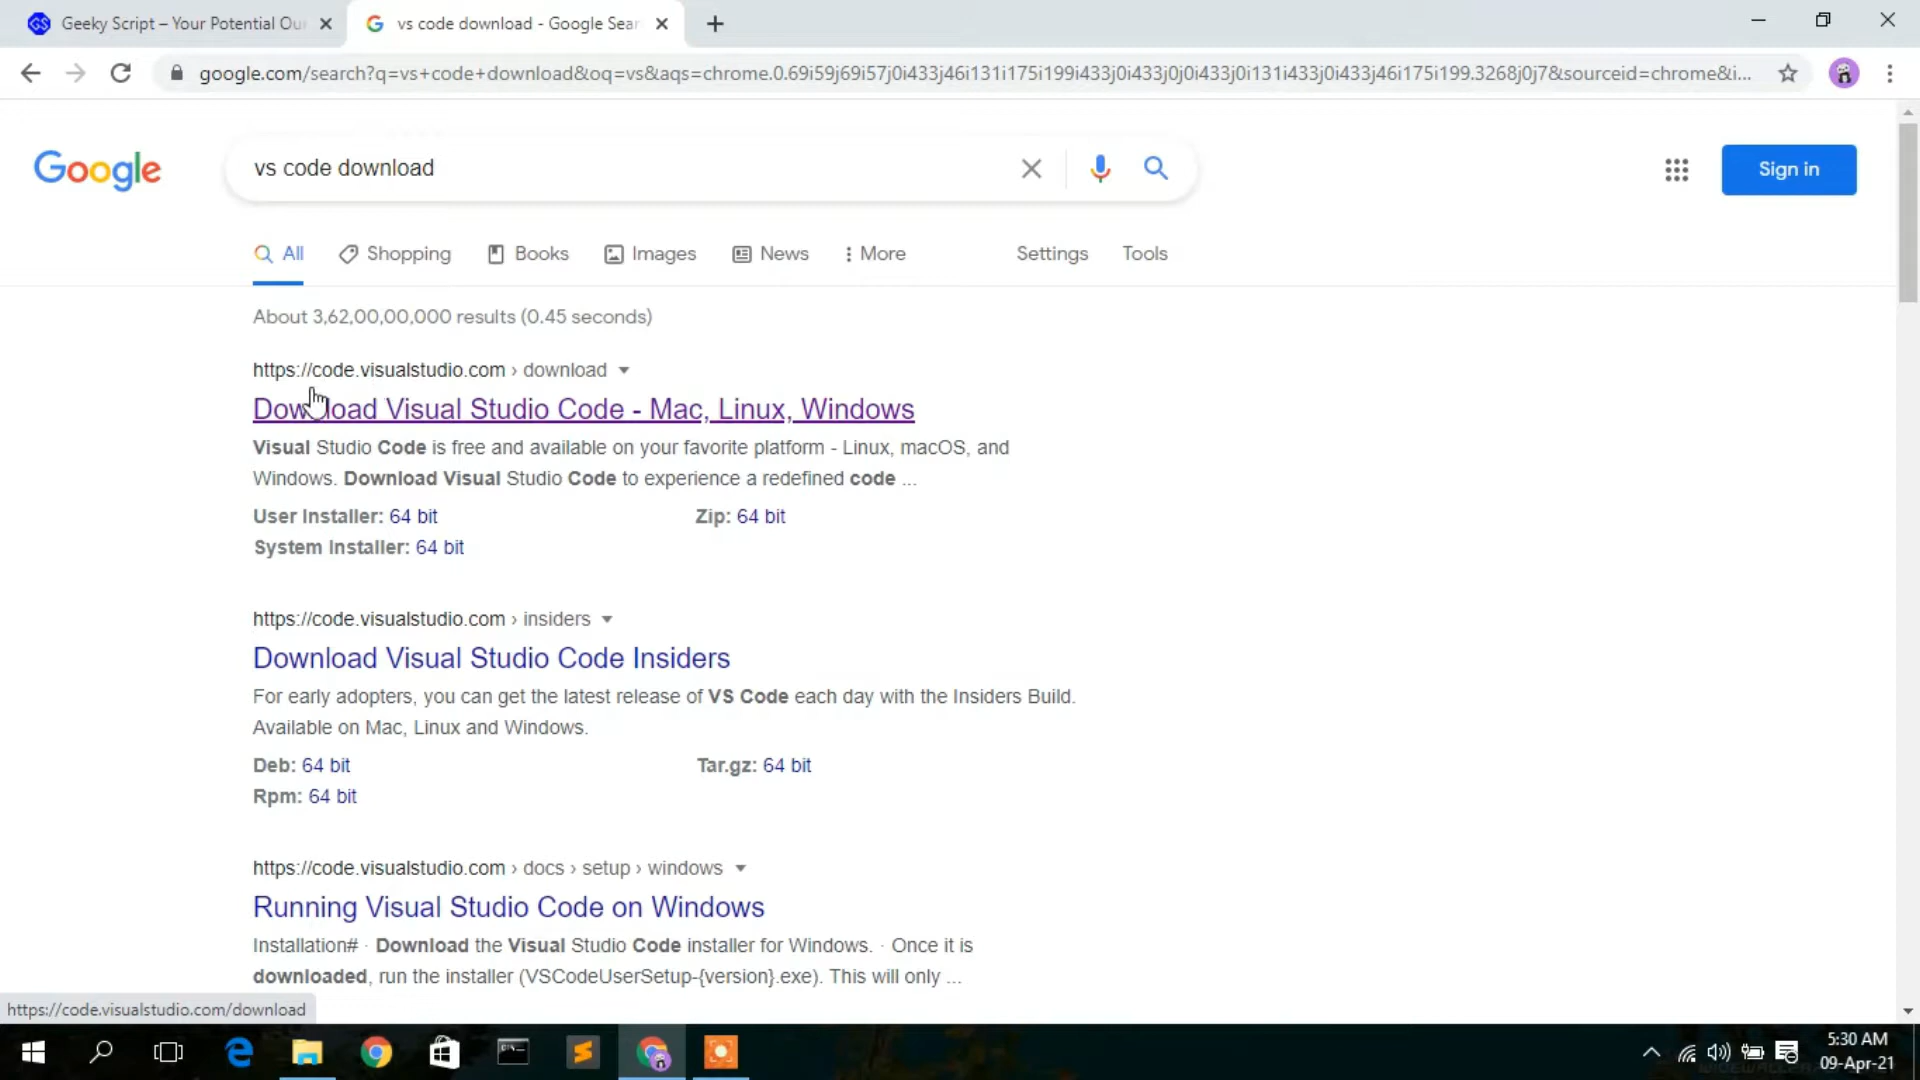 Geeky Script – Your Potential Ou
vs code download - Google Sear
google.com/search?q=vs+code+download&oq=vs&aqs=chrome.0.69i59j69i57j0i433j46i131i175i199i433j0i433j0j0i433j0i131i433j0i433j46i175i199.3268j0j7&sourceid=chrome&i...
Google
vs code download
Sign in
All Shopping Books Images News More Settings Tools
About 3,62,00,00,000 results (0.45 seconds)
https://code.visualstudio.com › download
Download Visual Studio Code - Mac, Linux, Windows
Visual Studio Code is free and available on your favorite platform - Linux, macOS, and
Windows. Download Visual Studio Code to experience a redefined code ...
User Installer: 64 bit Zip: 64 bit
System Installer: 64 bit
https://code.visualstudio.com › insiders
Download Visual Studio Code Insiders
For early adopters, you can get the latest release of VS Code each day with the Insiders Build.
Available on Mac, Linux and Windows.
Deb: 64 bit Tar.gz: 64 bit
Rpm: 64 bit
https://code.visualstudio.com › docs › setup › windows
Running Visual Studio Code on Windows
Installation# · Download the Visual Studio Code installer for Windows. · Once it is
downloaded, run the installer (VSCodeUserSetup-{version}.exe). This will only ...
https://code.visualstudio.com/download
5:30 AM
09-Apr-21